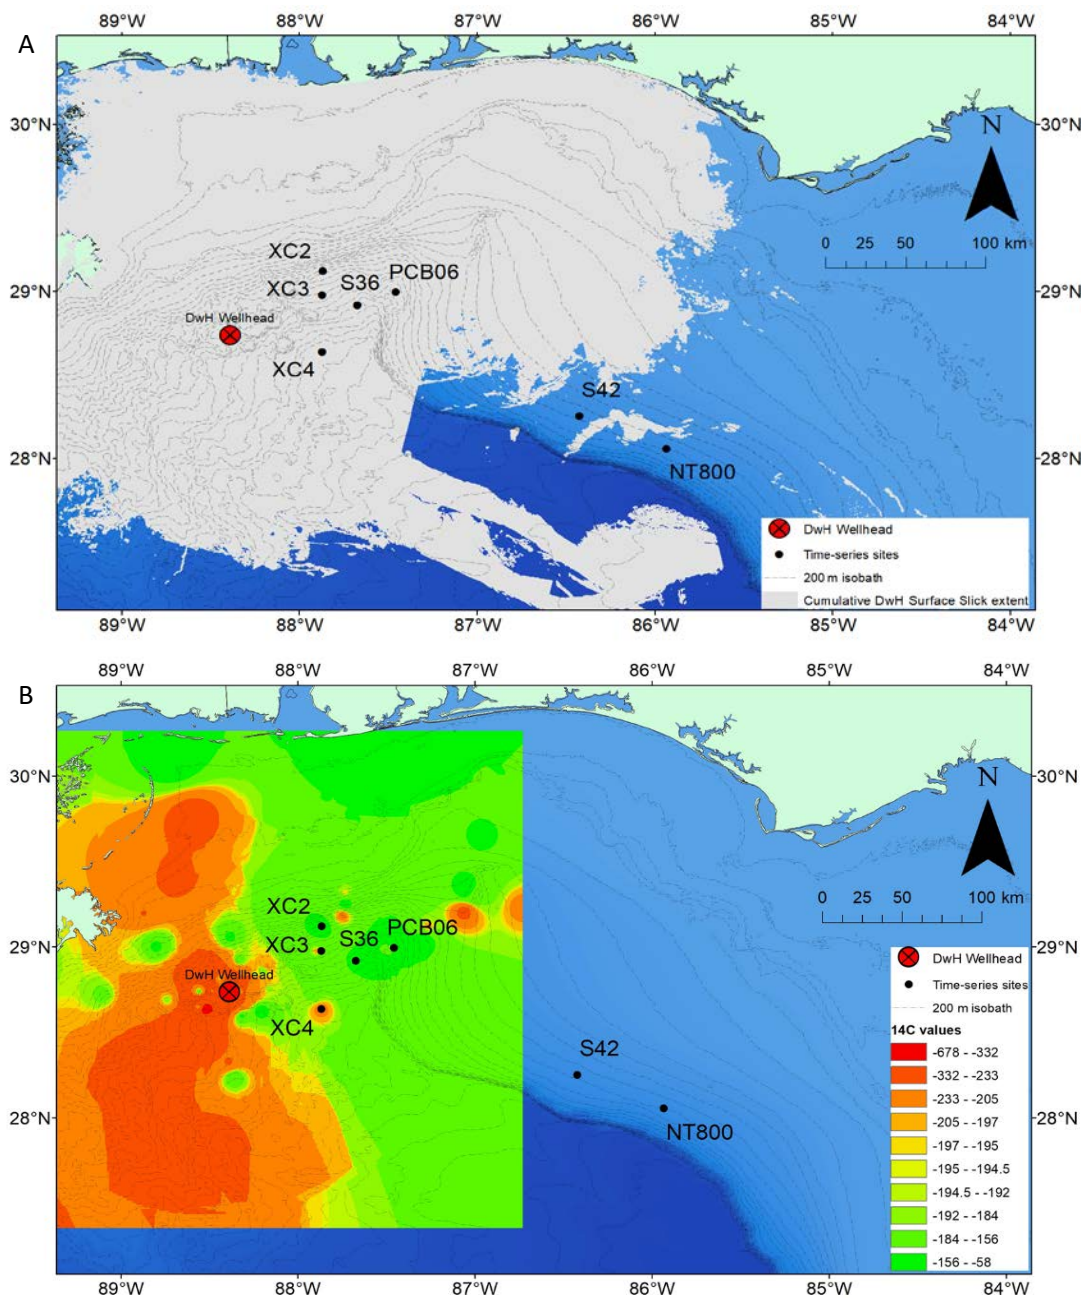 89°W 88°W 87°W 86°W 85°W 84°W
A
30°N 30°N
N
0 25 50 100 km
XC2
PCB06
S36
XC3
29°N 29°N
DwH Wellhead
XC4
S42
28°N 28°N
NT800
DwH Wellhead
Time-series sites
200 m isobath
Cumulative DwH Surface Slick extent
89°W 88°W 87°W 86°W 85°W 84°W
89°W 88°W 87°W 86°W 85°W 84°W
B
30°N 30°N
N
0 25 50 100 km
XC2
PCB06
S36
XC3
29°N 29°N
DwH Wellhead
XC4
S42
28°N 28°N
NT800
DwH Wellhead
Time-series sites
200 m isobath
14C values
-678 - -332
-332 - -233
-233 - -205
-205 - -197
-197 - -195
-195 - -194.5
-194.5 - -192
-192 - -184
-184 - -156
-156 - -58
89°W 88°W 87°W 86°W 85°W 84°W